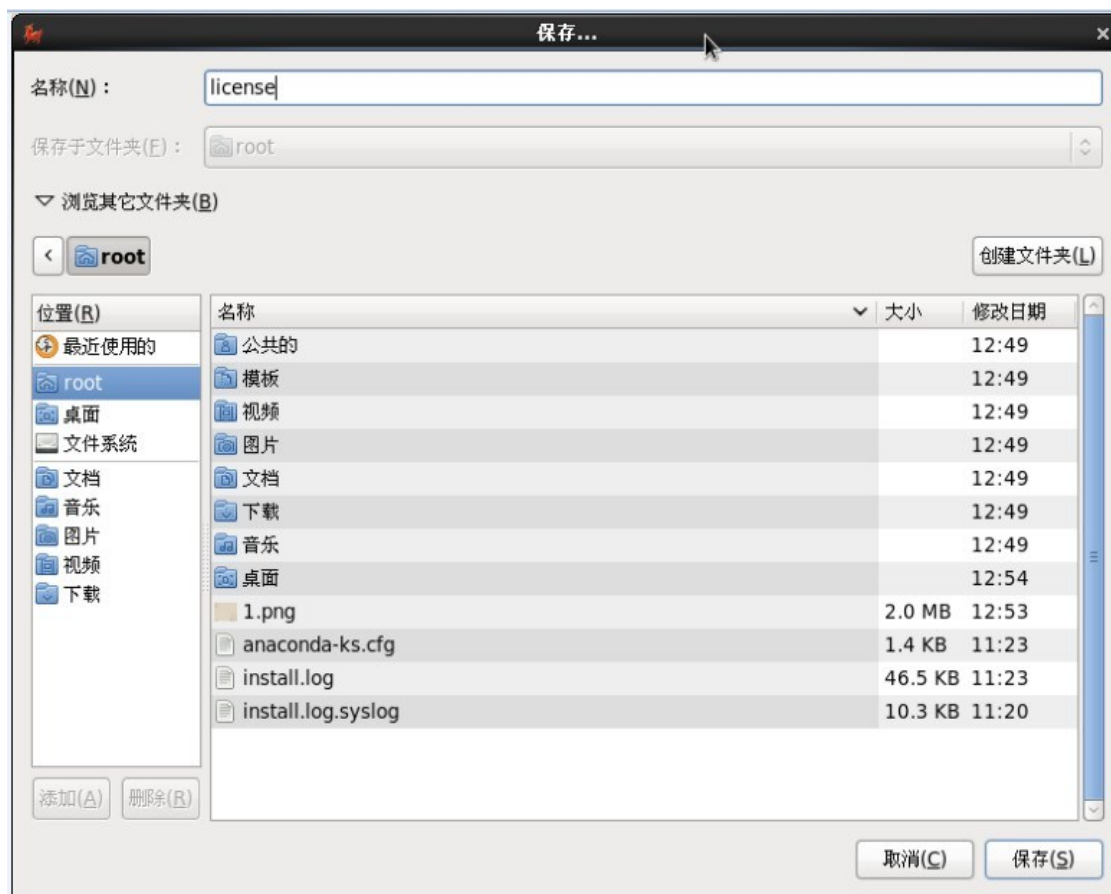 保存...
名称(N)： license
保存于文件夹(F)： root
浏览其它文件夹(B)
root 创建文件夹(L)
位置(R)
最近使用的
root
桌面
文件系统
文档
音乐
图片
视频
下载
添加(A) 删除(R)
名称 大小 修改日期
公共的 12:49
模板 12:49
视频 12:49
图片 12:49
文档 12:49
下载 12:49
音乐 12:49
桌面 12:54
1.png 2.0 MB 12:53
anaconda-ks.cfg 1.4 KB 11:23
install.log 46.5 KB 11:23
install.log.syslog 10.3 KB 11:20
取消(C) 保存(S)